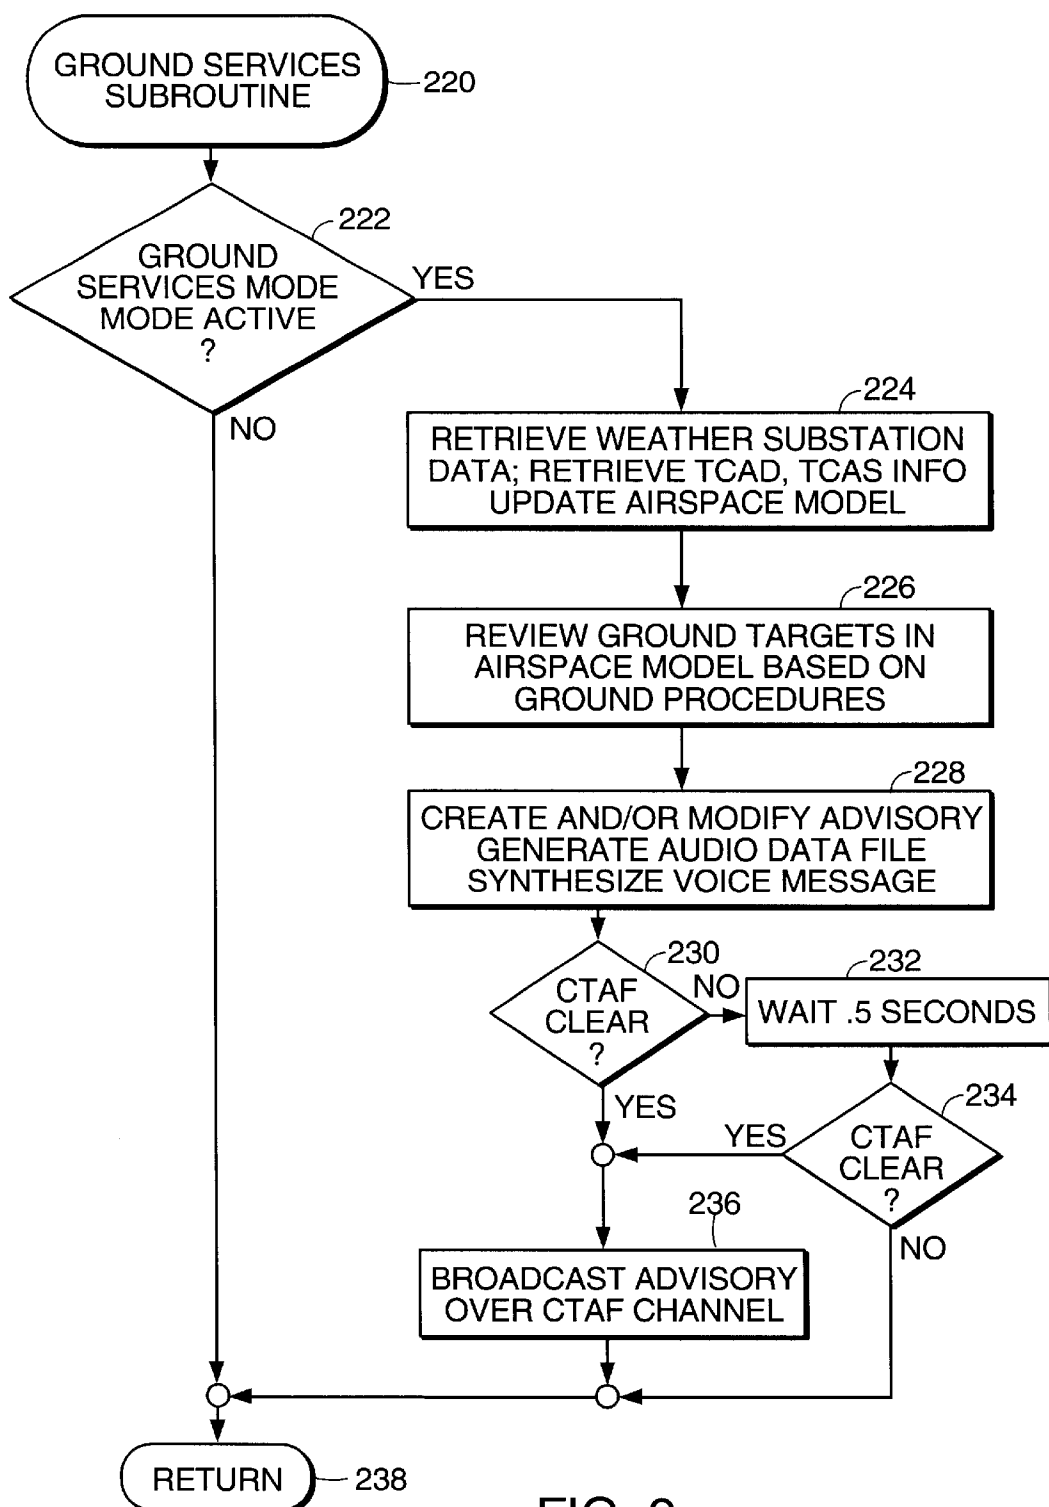 GROUND SERVICES
SUBROUTINE
220
222
GROUND
SERVICES MODE
MODE ACTIVE
?
YES
NO
224
RETRIEVE WEATHER SUBSTATION
DATA; RETRIEVE TCAD, TCAS INFO
UPDATE AIRSPACE MODEL
226
REVIEW GROUND TARGETS IN
AIRSPACE MODEL BASED ON
GROUND PROCEDURES
228
CREATE AND/OR MODIFY ADVISORY
GENERATE AUDIO DATA FILE
SYNTHESIZE VOICE MESSAGE
230
CTAF
CLEAR
?
NO
YES
232
WAIT .5 SECONDS
234
CTAF
CLEAR
?
YES
NO
236
BROADCAST ADVISORY
OVER CTAF CHANNEL
RETURN
238
FIG.